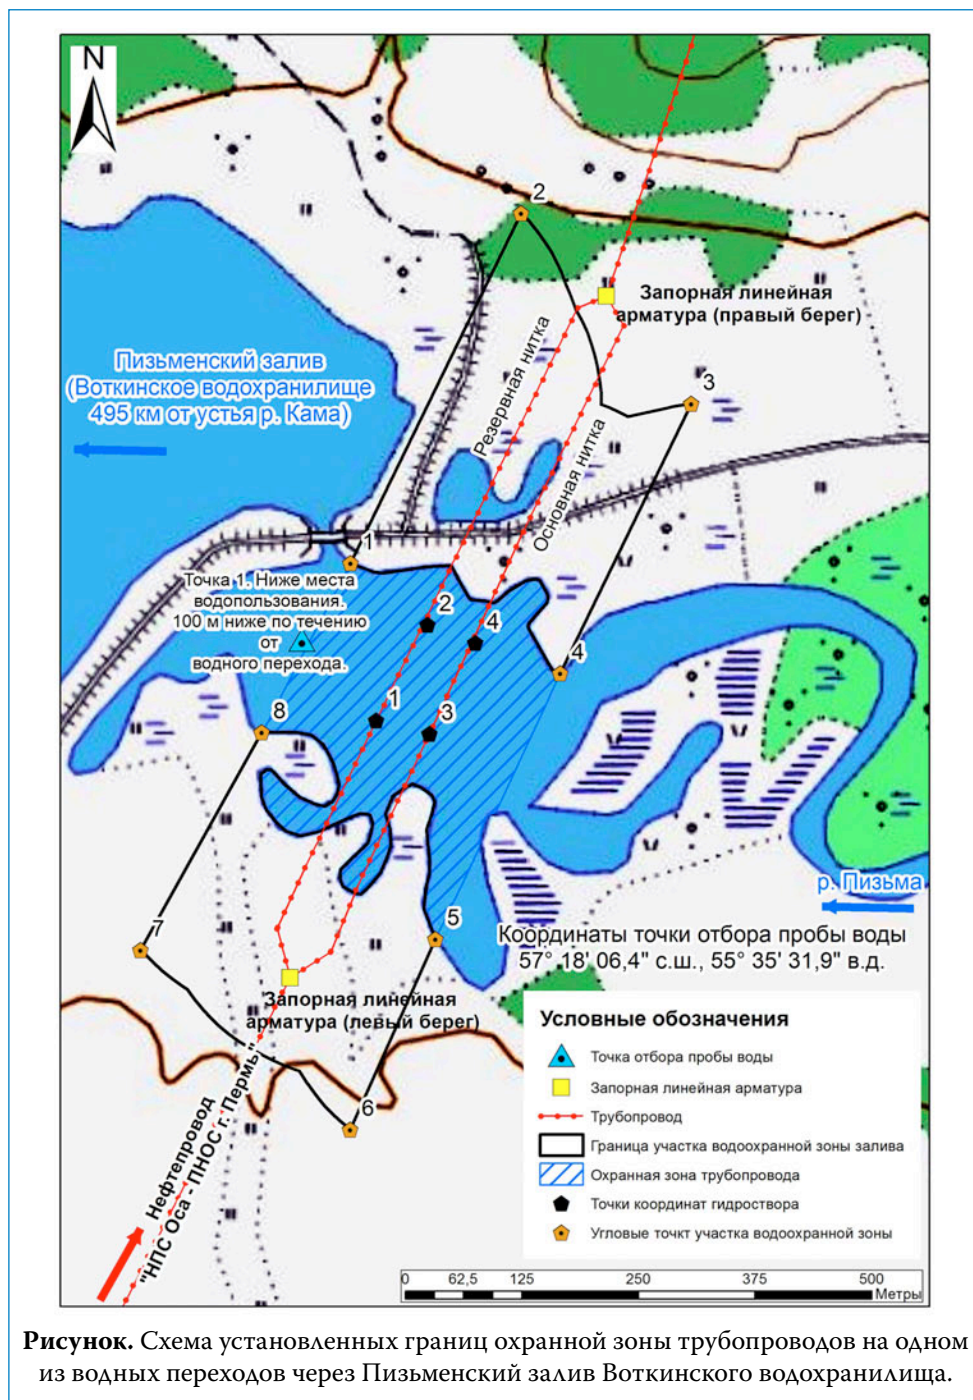 N
2
Запорная линейная
арматура (правый берег)
Пизьменский залив
(Воткинское водохранилище
495 км от устья р. Кама)
Резервная нитка
Основная нитка
3
1
Точка 1. Ниже места
водопользования.
100 м ниже по течению
от
водного перехода.
2
4
4
1
3
8
р. Пизьма
7
5
Координаты точки отбора пробы воды
57° 18' 06,4" с.ш., 55° 35' 31,9" в.д.
Запорная линейная
арматура (левый берег)
6
Нефтепровод
"НПС Оса - ПНОС г. Пермь"
Условные обозначения
Точка отбора пробы воды
Запорная линейная арматура
Трубопровод
Граница участка водоохранной зоны залива
Охранная зона трубопровода
Точки координат гидроствора
Угловые точкт участка водоохранной зоны
0 62,5 125 250 375 500
Метры
Рисунок. Схема установленных границ охранной зоны трубопроводов на одном
из водных переходов через Пизьменский залив Воткинского водохранилища.